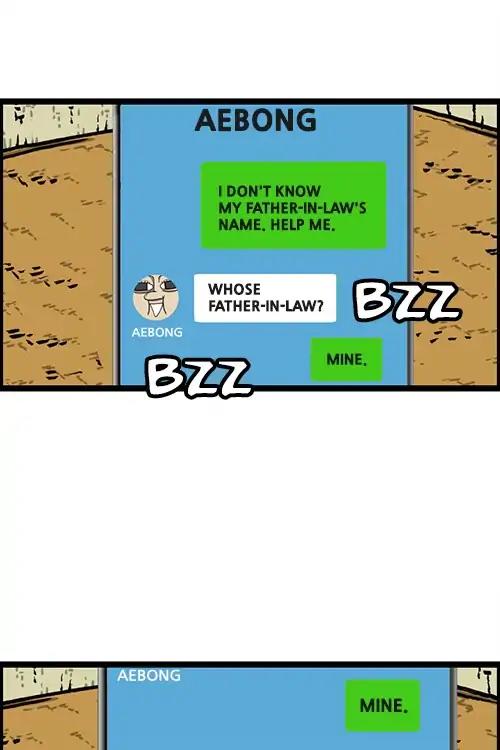 AEBONG
I DON'T KNOW
MY FATHER-IN-LAW'S
NAME. HELP ME.
WHOSE
FATHER-IN-LAW?
BZZ
AEBONG
MINE.
BZZ
AEBONG
MINE.